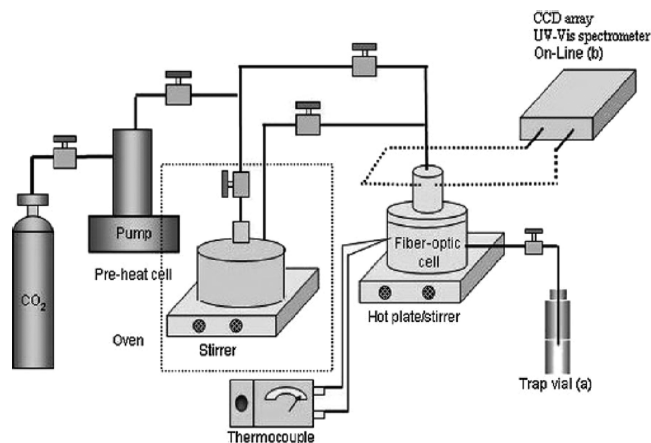 CCD array
UV-Vis spectrometer
On-Line (b)
Pump
Pre-heat cell
CO2
Fiber-optic
cell
Oven
Stirrer
Hot plate/stirrer
Trap vial (a)
Thermocouple